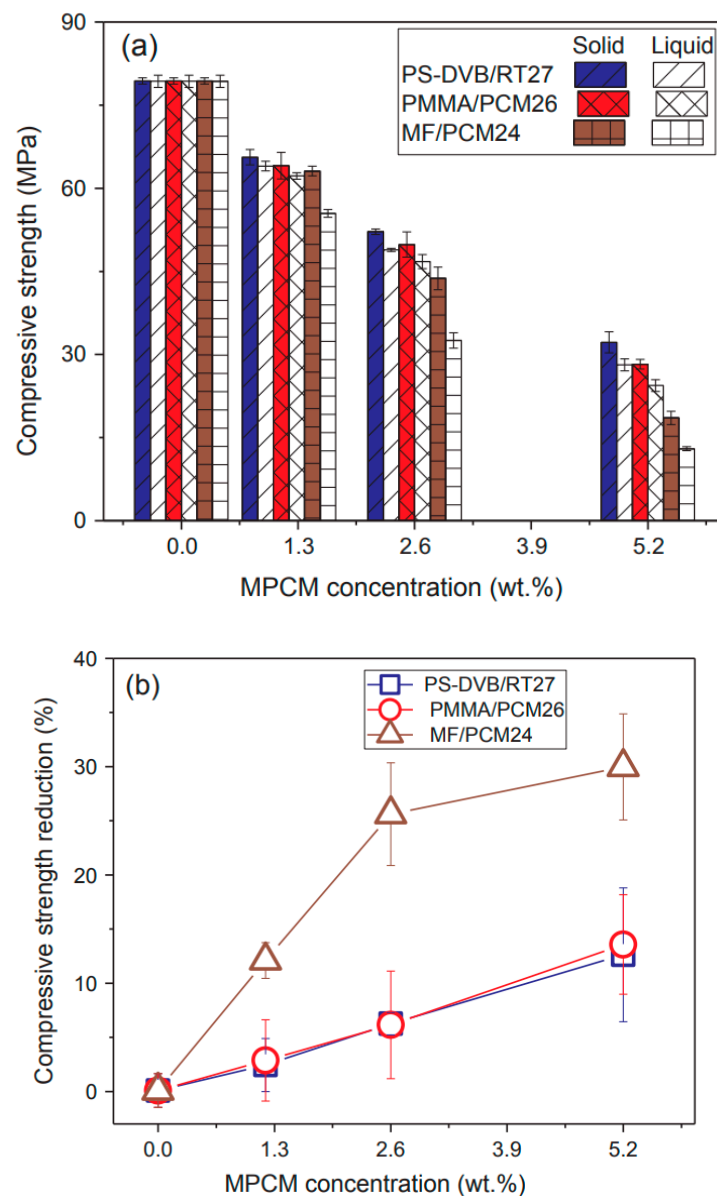 (a)
Solid Liquid
PS-DVB/RT27
PMMA/PCM26
MF/PCM24
Compressive strength (MPa)
90
60
30
0
0.0 1.3 2.6 3.9 5.2
MPCM concentration (wt.%)
(b)
PS-DVB/RT27
PMMA/PCM26
MF/PCM24
Compressive strength reduction (%)
40
30
20
10
0
0.0 1.3 2.6 3.9 5.2
MPCM concentration (wt.%)